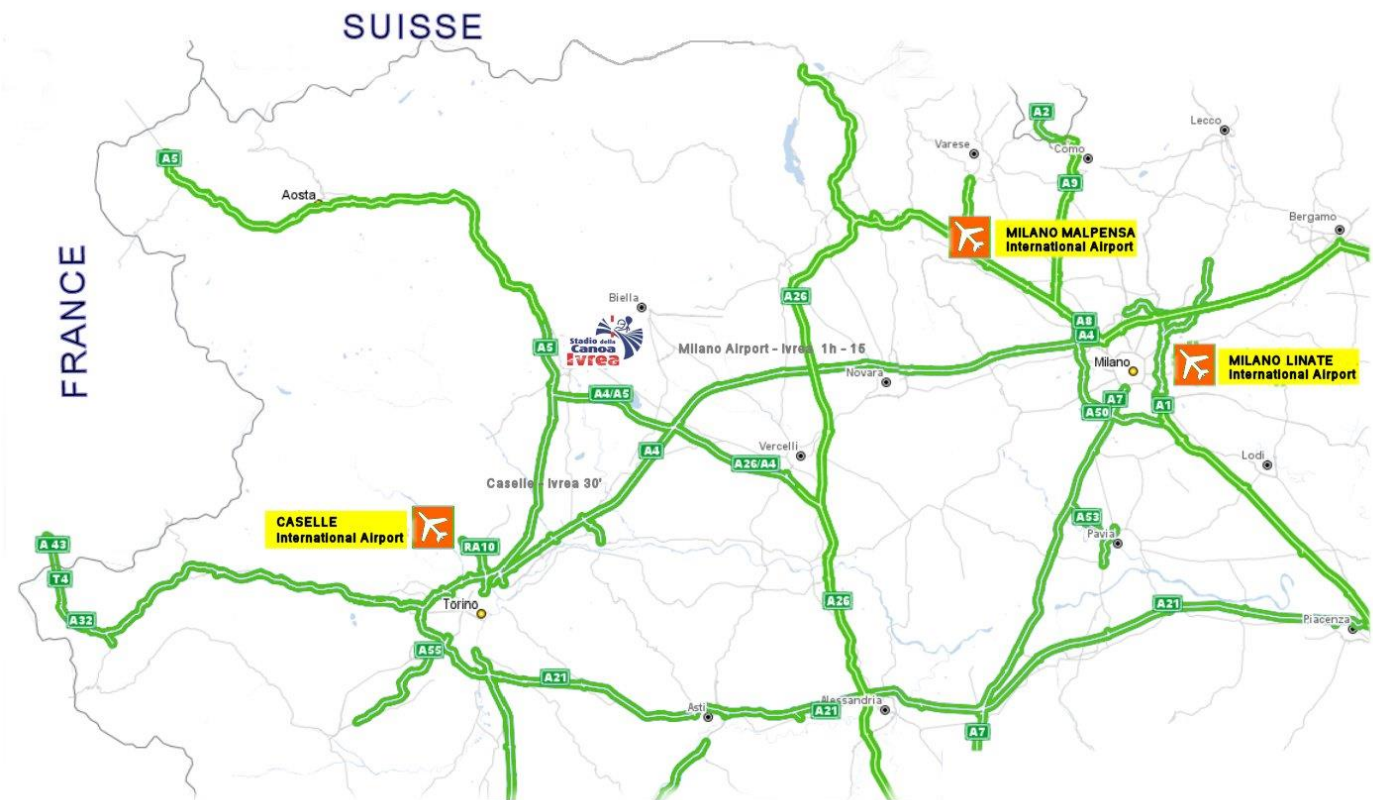 SUISSE
A2
Lecco
Varese
Como
A5
A9
Aosta
Bergamo
MILANO MALPENSA
International Airport
FRANCE
A26
Biella
A8
A4
Stadio della
Canoa
Ivrea
A5
Milano Airport - Ivrea 1h - 15
Milano
MILANO LINATE
International Airport
Novara
A4/A5
A7
A50
A1
A4
Vercelli
A26/A4
Lodi
Caselle - Ivrea 30'
CASELLE
International Airport
A53
Pavia
A 43
RA10
T4
Torino
A26
A21
A32
Piacenza
A55
A21
Asti
Alessandria
A21
A7